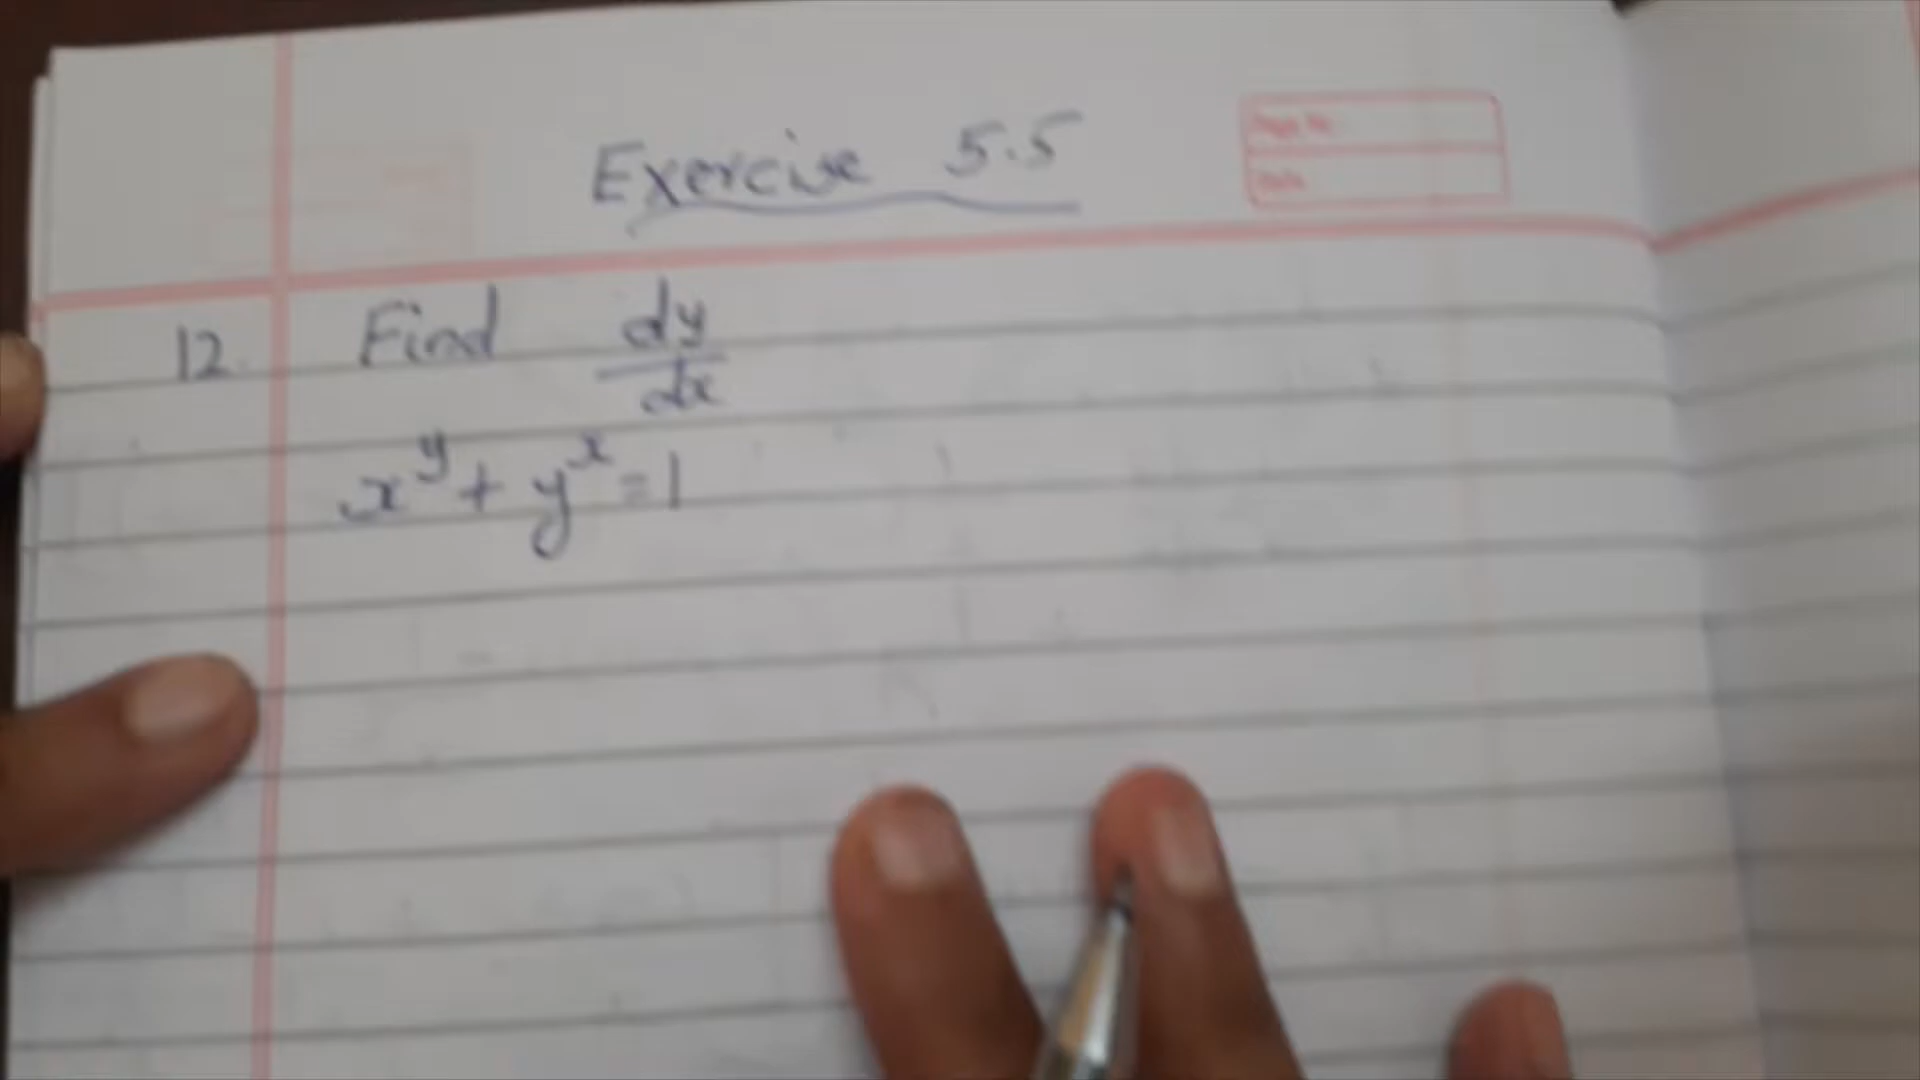 Exercise 5.5
12. Find dy/dx
x^y + y^x = 1